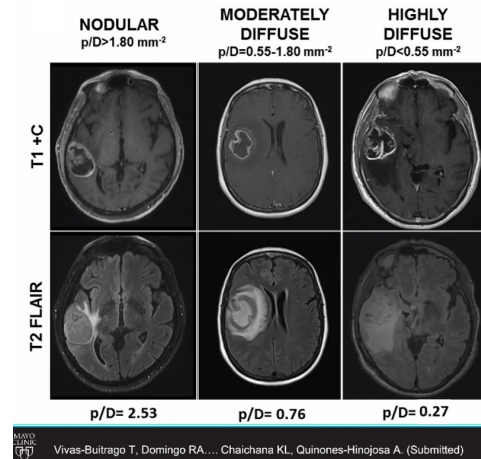 NODULAR
p/D>1.80 mm⁻²
MODERATELY
DIFFUSE
p/D=0.55-1.80 mm⁻²
HIGHLY
DIFFUSE
p/D<0.55 mm⁻²
T1 +C
T2 FLAIR
p/D= 2.53
p/D= 0.76
p/D= 0.27
MAYO
CLINIC
Vivas-Buitrago T, Domingo RA.... Chaichana KL, Quinones-Hinojosa A. (Submitted)